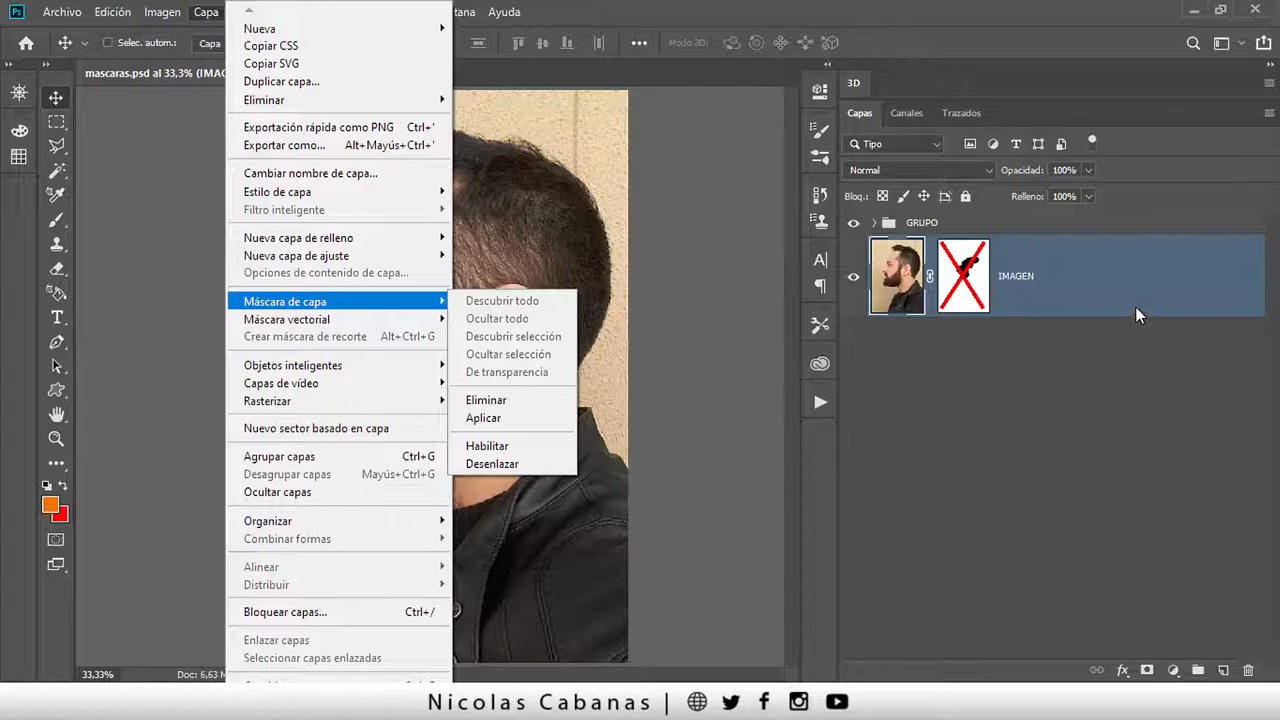 Ps Archivo Edición Imagen Capa tana Ayuda
Selec. autom.: Capa Modo 3D:
mascaras.psd al 33,3% (IMAG
Nueva
Copiar CSS
Copiar SVG
Duplicar capa...
Eliminar
Exportación rápida como PNG Ctrl+'
Exportar como... Alt+Mayús+Ctrl+'
Cambiar nombre de capa...
Estilo de capa
Filtro inteligente
Nueva capa de relleno
Nueva capa de ajuste
Opciones de contenido de capa...
Máscara de capa
Máscara vectorial
Crear máscara de recorte Alt+Ctrl+G
Objetos inteligentes
Capas de vídeo
Rasterizar
Nuevo sector basado en capa
Agrupar capas Ctrl+G
Desagrupar capas Mayús+Ctrl+G
Ocultar capas
Organizar
Combinar formas
Alinear
Distribuir
Bloquear capas... Ctrl+/
Enlazar capas
Seleccionar capas enlazadas
Descubrir todo
Ocultar todo
Descubrir selección
Ocultar selección
De transparencia
Eliminar
Aplicar
Habilitar
Desenlazar
3D
Capas Canales Trazados
Tipo
Normal Opacidad: 100%
Bloq.: Relleno: 100%
GRUPO
IMAGEN
33,33% Doc: 6,63 M
Nicolas Cabanas |